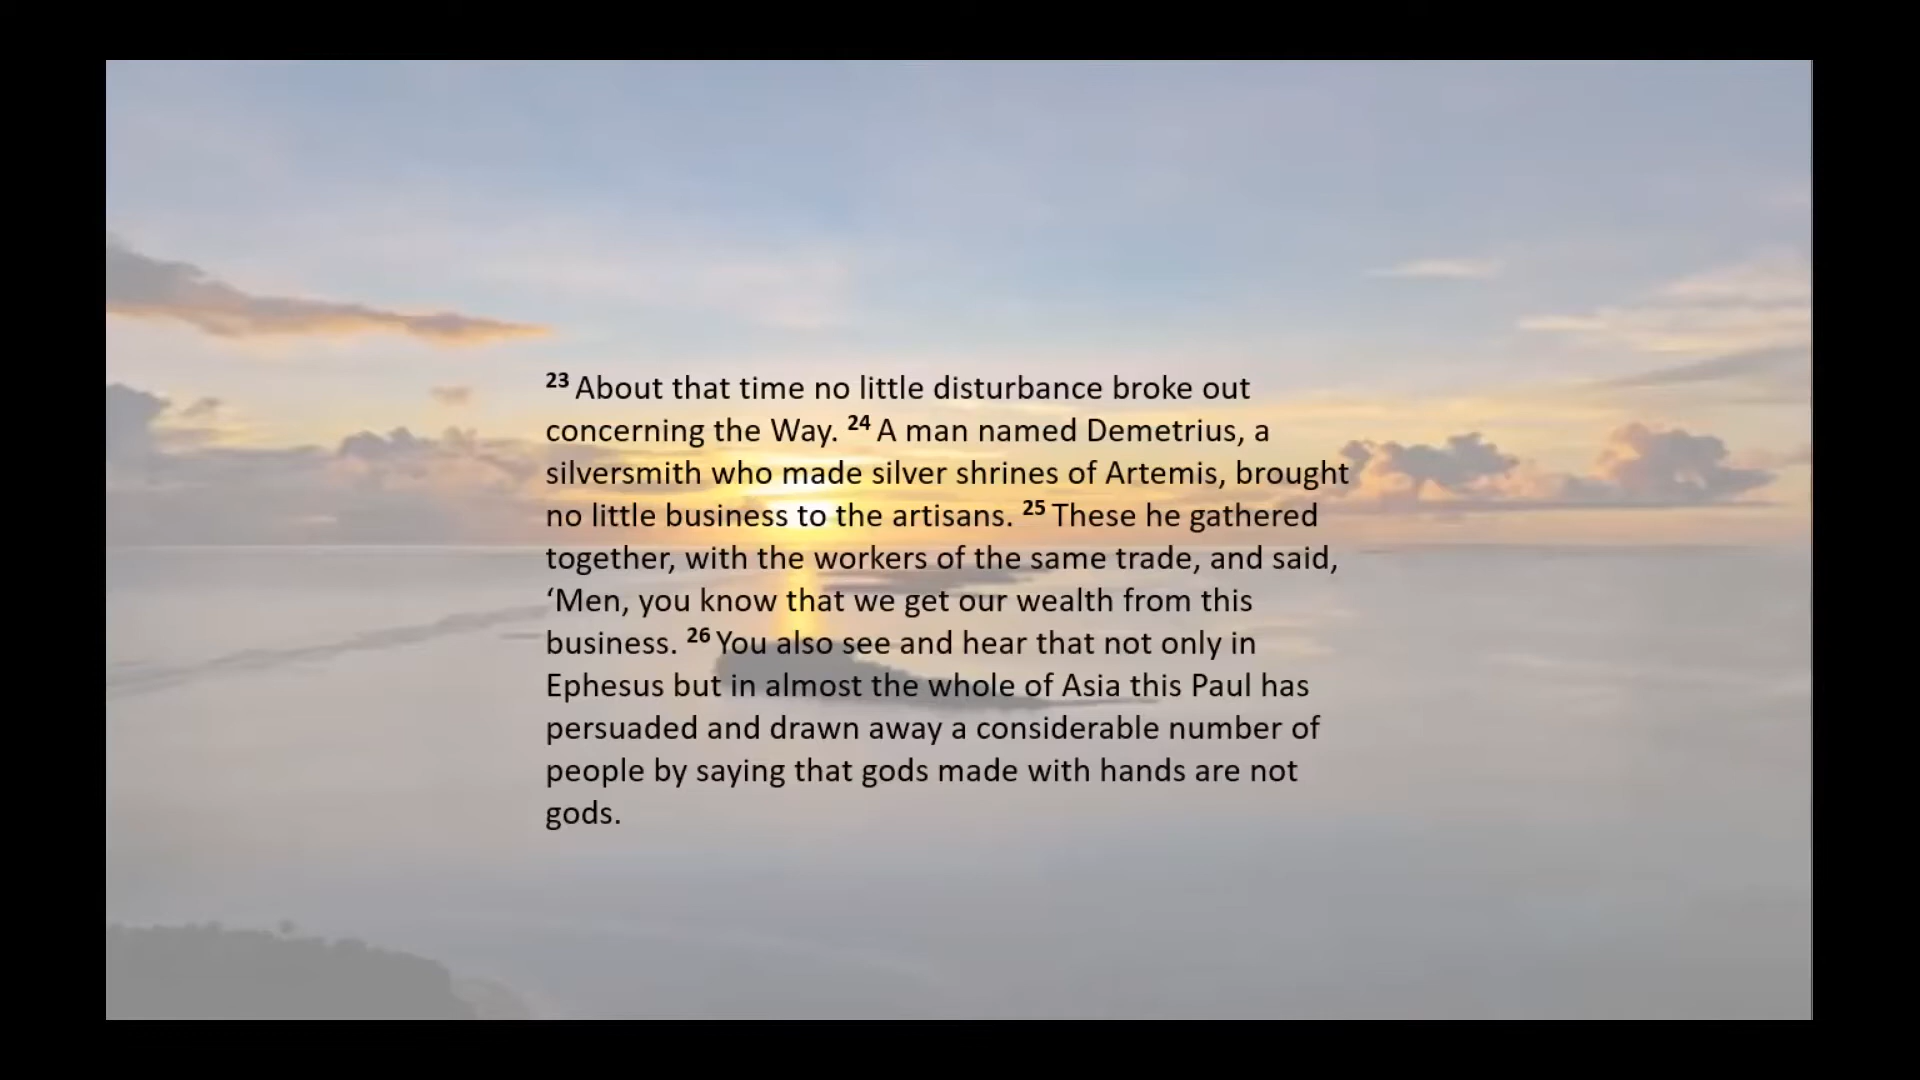 23 About that time no little disturbance broke out
concerning the Way. 24 A man named Demetrius, a
silversmith who made silver shrines of Artemis, brought
no little business to the artisans. 25 These he gathered
together, with the workers of the same trade, and said,
‘Men, you know that we get our wealth from this
business. 26 You also see and hear that not only in
Ephesus but in almost the whole of Asia this Paul has
persuaded and drawn away a considerable number of
people by saying that gods made with hands are not
gods.